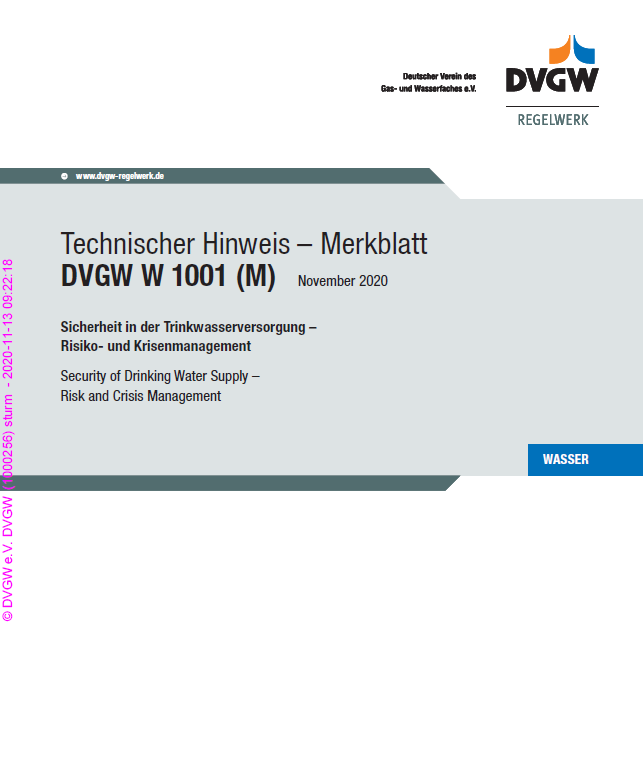 Deutscher Verein des
Gas- und Wasserfaches e.V.
DVGW
REGELWERK
www.dvgw-regelwerk.de
Technischer Hinweis – Merkblatt
DVGW W 1001 (M) November 2020
Sicherheit in der Trinkwasserversorgung –
Risiko- und Krisenmanagement
Security of Drinking Water Supply –
Risk and Crisis Management
WASSER
© DVGW e.V. DVGW (1000256) sturm - 2020-11-13 09:22:18